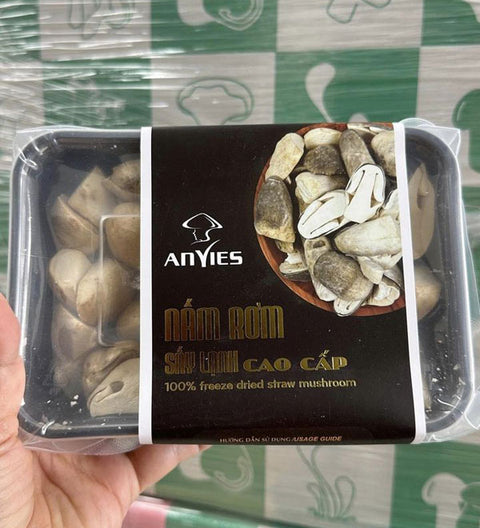 ANVIES
NẤM RƠM
SẤY LẠNH CAO CẤP
100% freeze dried straw mushroom
HƯỚNG DẪN SỬ DỤNG/USAGE GUIDE